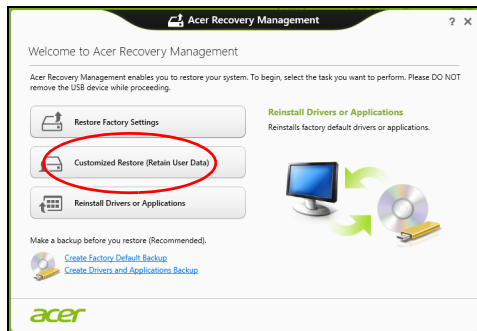 Acer Recovery Management
? ×
Welcome to Acer Recovery Management
Acer Recovery Management enables you to restore your system. To begin, select the task you want to perform. Please DO NOT
remove the USB device while proceeding.
Restore Factory Settings
Customized Restore (Retain User Data)
Reinstall Drivers or Applications
Reinstall Drivers or Applications
Reinstalls factory default drivers or applications.
Make a backup before you restore (Recommended).
Create Factory Default Backup
Create Drivers and Applications Backup
acer